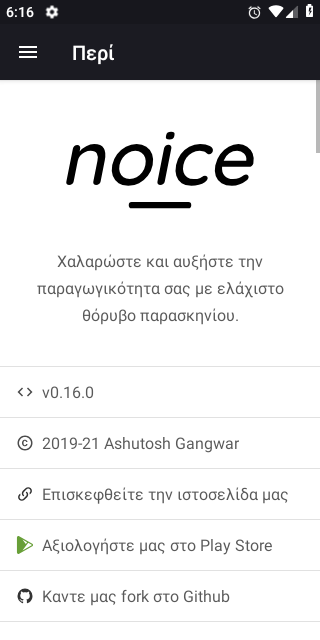 6:16
Περί
noice
Χαλαρώστε και αυξήστε την
παραγωγικότητα σας με ελάχιστο
θόρυβο παρασκηνίου.
v0.16.0
2019-21 Ashutosh Gangwar
Επισκεφθείτε την ιστοσελίδα μας
Αξιολογήστε μας στο Play Store
Καντε μας fork στο Github